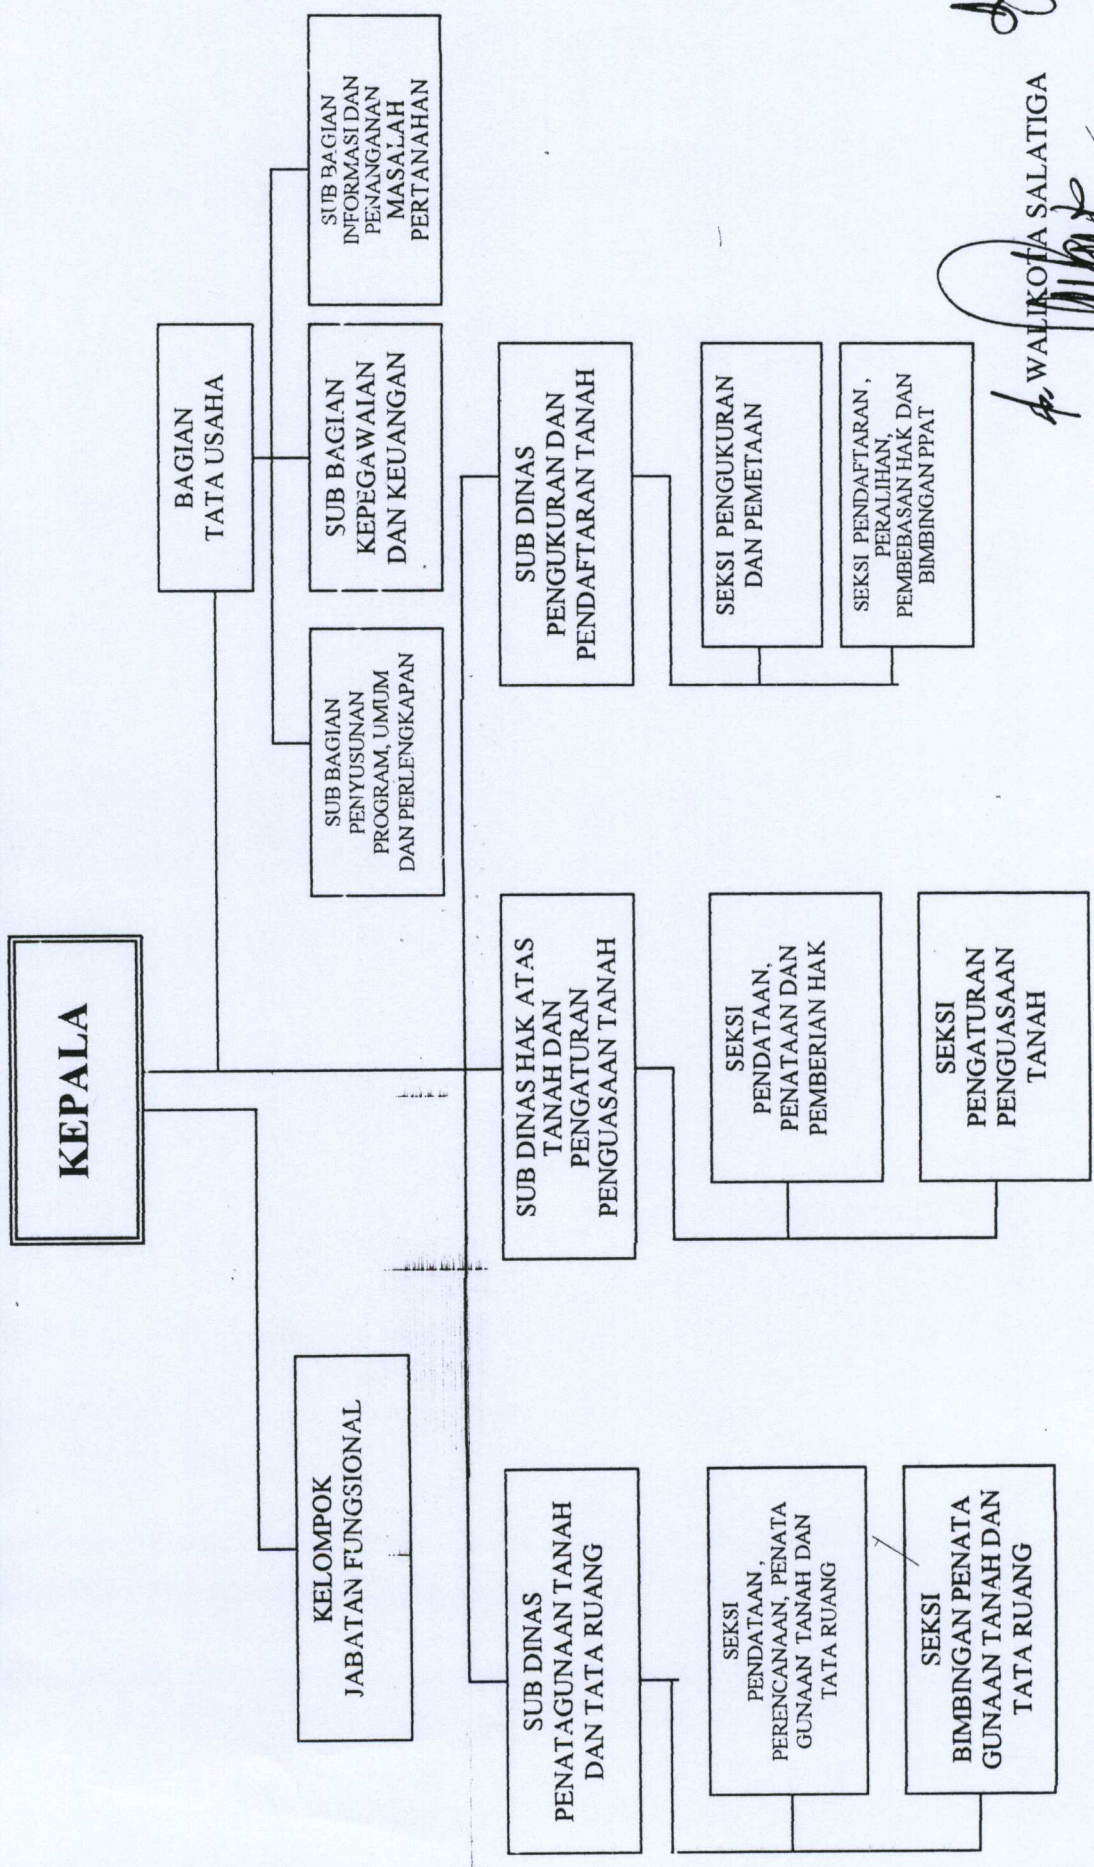 KEPALA
KELOMPOK
JABATAN FUNGSIONAL
BAGIAN
TATA USAHA
SUB BAGIAN
PENYUSUNAN
PROGRAM, UMUM
DAN PERLENGKAPAN
SUB BAGIAN
KEPEGAWAIAN
DAN KEUANGAN
SUB BAGIAN
INFORMASI DAN
PENANGANAN
MASALAH
PERTANAHAN
SUB DINAS
PENATAGUNAAN TANAH
DAN TATA RUANG
SEKSI
PENDATAAN,
PERENCANAAN, PENATA
GUNAAN TANAH DAN
TATA RUANG
SEKSI
BIMBINGAN PENATA
GUNAAN TANAH DAN
TATA RUANG
SUB DINAS HAK ATAS
TANAH DAN
PENGATURAN
PENGUASAAN TANAH
SEKSI
PENDATAAN,
PENATAAN DAN
PEMBERIAN HAK
SEKSI
PENGATURAN
PENGUASAAN
TANAH
SUB DINAS
PENGUKURAN DAN
PENDAFTARAN TANAH
SEKSI PENGUKURAN
DAN PEMETAAN
SEKSI PENDAFTARAN ,
PERALIHAN,
PEMBEBASAN HAK DAN
BIMBINGAN PPAT
WALIKOTA SALATIGA